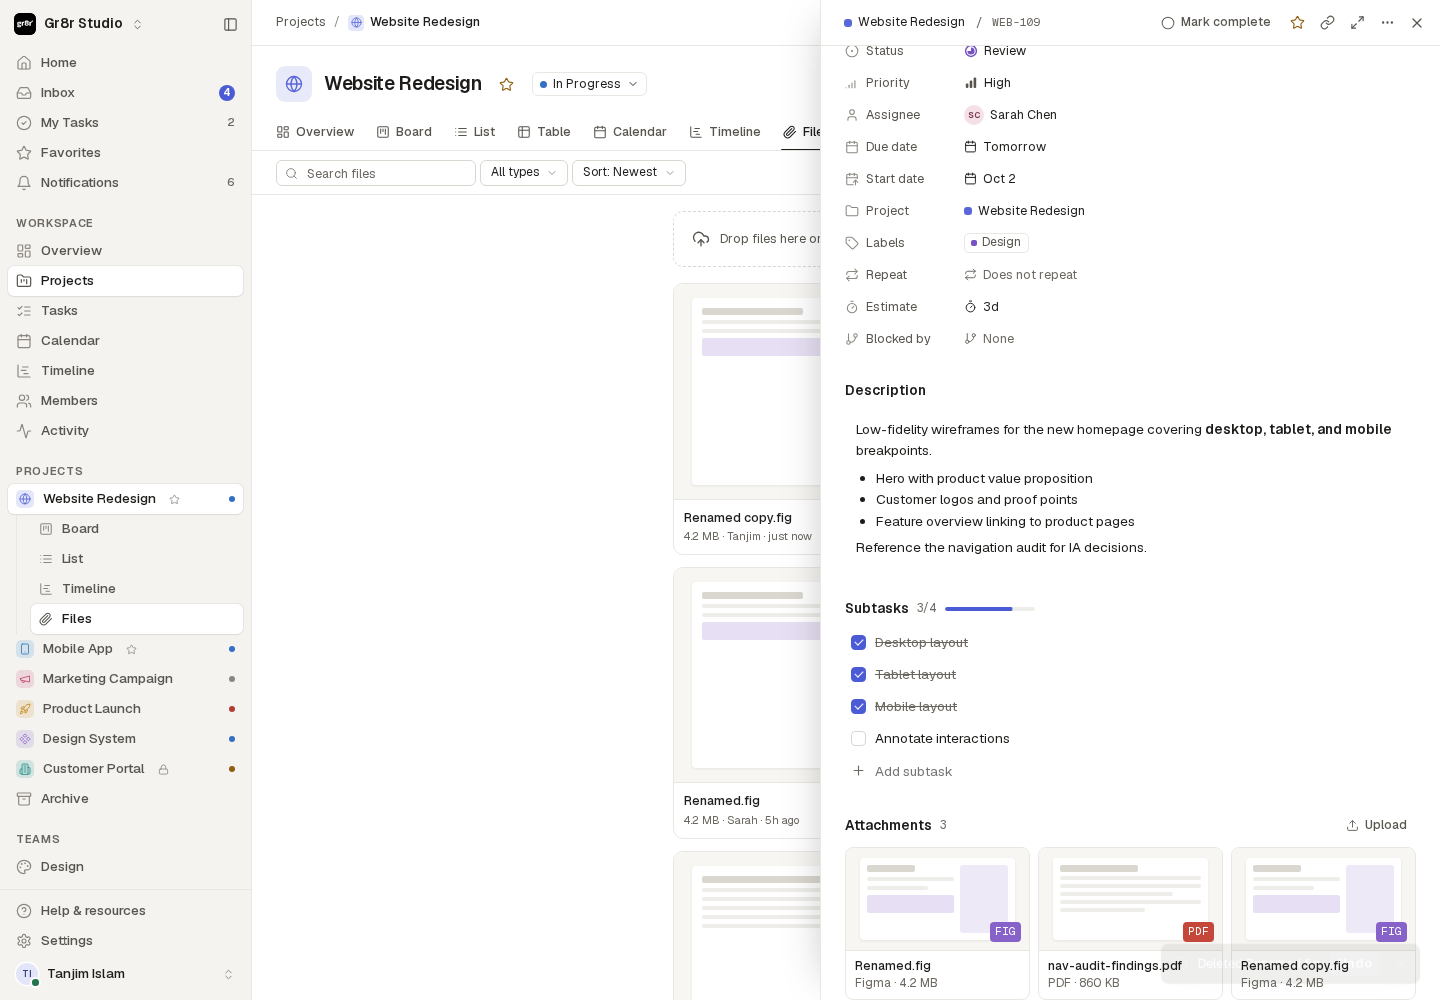 gr8r
Gr8r Studio
Home
Inbox 4
My Tasks 2
Favorites
Notifications 6
WORKSPACE
Overview
Projects
Tasks
Calendar
Timeline
Members
Activity
PROJECTS
Website Redesign
Board
List
Timeline
Files
Mobile App
Marketing Campaign
Product Launch
Design System
Customer Portal
Archive
TEAMS
Design
Help & resources
Settings
TI Tanjim Islam
Projects / Website Redesign
Website Redesign In Progress
Overview Board List Table Calendar Timeline File
Search files All types Sort: Newest
Drop files here or
Renamed copy.fig
4.2 MB · Tanjim · just now
Renamed.fig
4.2 MB · Sarah · 5h ago
Website Redesign / WEB-109 Mark complete
Status Review
Priority High
Assignee SC Sarah Chen
Due date Tomorrow
Start date Oct 2
Project Website Redesign
Labels Design
Repeat Does not repeat
Estimate 3d
Blocked by None
Description
Low-fidelity wireframes for the new homepage covering desktop, tablet, and mobile
breakpoints.
Hero with product value proposition
Customer logos and proof points
Feature overview linking to product pages
Reference the navigation audit for IA decisions.
Subtasks 3/4
Desktop layout
Tablet layout
Mobile layout
Annotate interactions
Add subtask
Attachments 3 Upload
FIG PDF FIG
Renamed.fig nav-audit-findings.pdf Renamed copy.fig
Figma · 4.2 MB PDF · 860 KB Figma · 4.2 MB